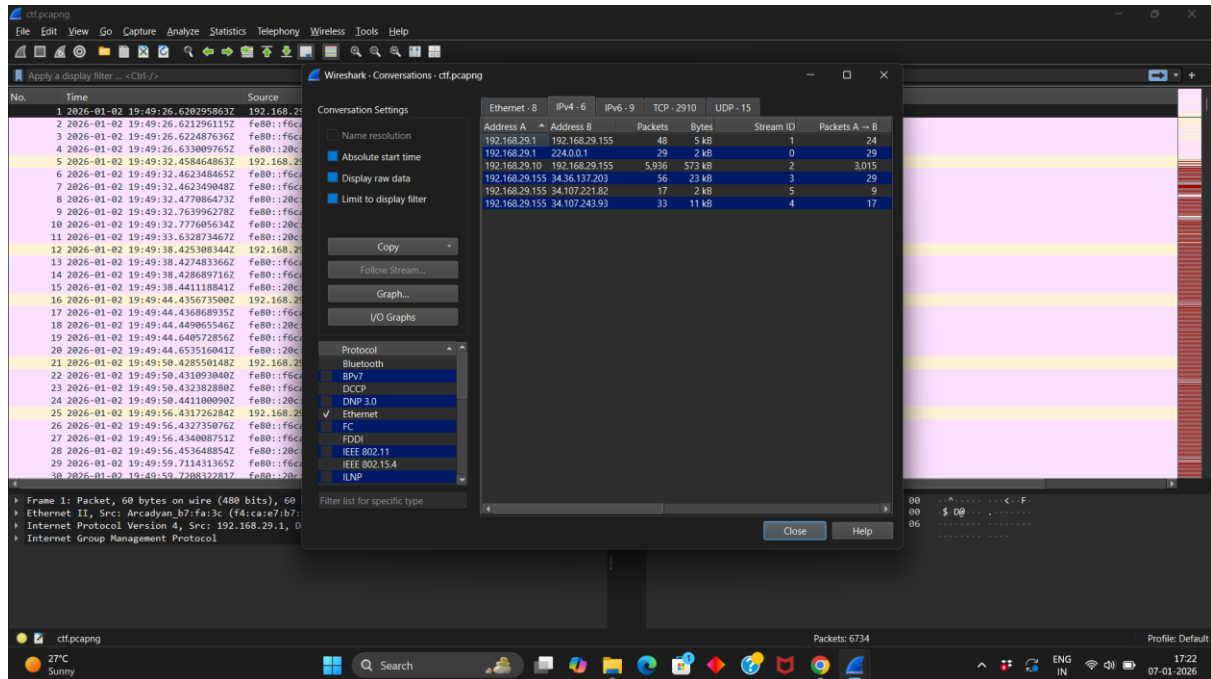 ctf.pcapng
File Edit View Go Capture Analyze Statistics Telephony Wireless Tools Help
Apply a display filter ... <Ctrl-/>
No. Time Source
1 2026-01-02 19:49:26.620295863Z 192.168.29
2 2026-01-02 19:49:26.621296115Z fe80::f6ca
3 2026-01-02 19:49:26.622487636Z fe80::f6ca
4 2026-01-02 19:49:26.633009765Z fe80::20c:
5 2026-01-02 19:49:32.458464863Z 192.168.29
6 2026-01-02 19:49:32.462348465Z fe80::f6ca
7 2026-01-02 19:49:32.462349048Z fe80::f6ca
8 2026-01-02 19:49:32.477086473Z fe80::20c:
9 2026-01-02 19:49:32.763996278Z fe80::f6ca
10 2026-01-02 19:49:32.777605634Z fe80::20c:
11 2026-01-02 19:49:33.632873467Z fe80::f6ca
12 2026-01-02 19:49:38.425308344Z 192.168.29
13 2026-01-02 19:49:38.427483366Z fe80::f6ca
14 2026-01-02 19:49:38.428689716Z fe80::f6ca
15 2026-01-02 19:49:38.441118841Z fe80::20c:
16 2026-01-02 19:49:44.435673500Z 192.168.29
17 2026-01-02 19:49:44.436868935Z fe80::f6ca
18 2026-01-02 19:49:44.449065546Z fe80::20c:
19 2026-01-02 19:49:44.640572856Z fe80::f6ca
20 2026-01-02 19:49:44.653516041Z fe80::20c:
21 2026-01-02 19:49:50.428550148Z 192.168.29
22 2026-01-02 19:49:50.431093040Z fe80::f6ca
23 2026-01-02 19:49:50.432382880Z fe80::f6ca
24 2026-01-02 19:49:50.441100090Z fe80::20c:
25 2026-01-02 19:49:56.431726284Z 192.168.29
26 2026-01-02 19:49:56.432735076Z fe80::f6ca
27 2026-01-02 19:49:56.434008751Z fe80::f6ca
28 2026-01-02 19:49:56.453648854Z fe80::20c:
29 2026-01-02 19:49:59.711431365Z fe80::f6ca
30 2026-01-02 19:49:59.720832281Z fe80::20c:
Wireshark · Conversations · ctf.pcapng
Conversation Settings
Name resolution
Absolute start time
Display raw data
Limit to display filter
Copy
Follow Stream...
Graph...
I/O Graphs
Protocol
Bluetooth
BPv7
DCCP
DNP 3.0
Ethernet
FC
FDDI
IEEE 802.11
IEEE 802.15.4
ILNP
Filter list for specific type
Ethernet · 8 IPv4 · 6 IPv6 · 9 TCP · 2910 UDP · 15
Address A Address B Packets Bytes Stream ID Packets A → B
192.168.29.1 192.168.29.155 48 5 kB 1 24
192.168.29.1 224.0.0.1 29 2 kB 0 29
192.168.29.10 192.168.29.155 5,936 573 kB 2 3,015
192.168.29.155 34.36.137.203 56 23 kB 3 29
192.168.29.155 34.107.221.82 17 2 kB 5 9
192.168.29.155 34.107.243.93 33 11 kB 4 17
Close Help
Frame 1: Packet, 60 bytes on wire (480 bits), 60
Ethernet II, Src: Arcadyan_b7:fa:3c (f4:ca:e7:b7:
Internet Protocol Version 4, Src: 192.168.29.1, D
Internet Group Management Protocol
00 ··^····· ···<··F·
00 ·$·D@··· ·,······
06 ········ ········
········ ····
ctf.pcapng
Packets: 6734
Profile: Default
27°C
Sunny
Search
ENG
IN
17:22
07-01-2026